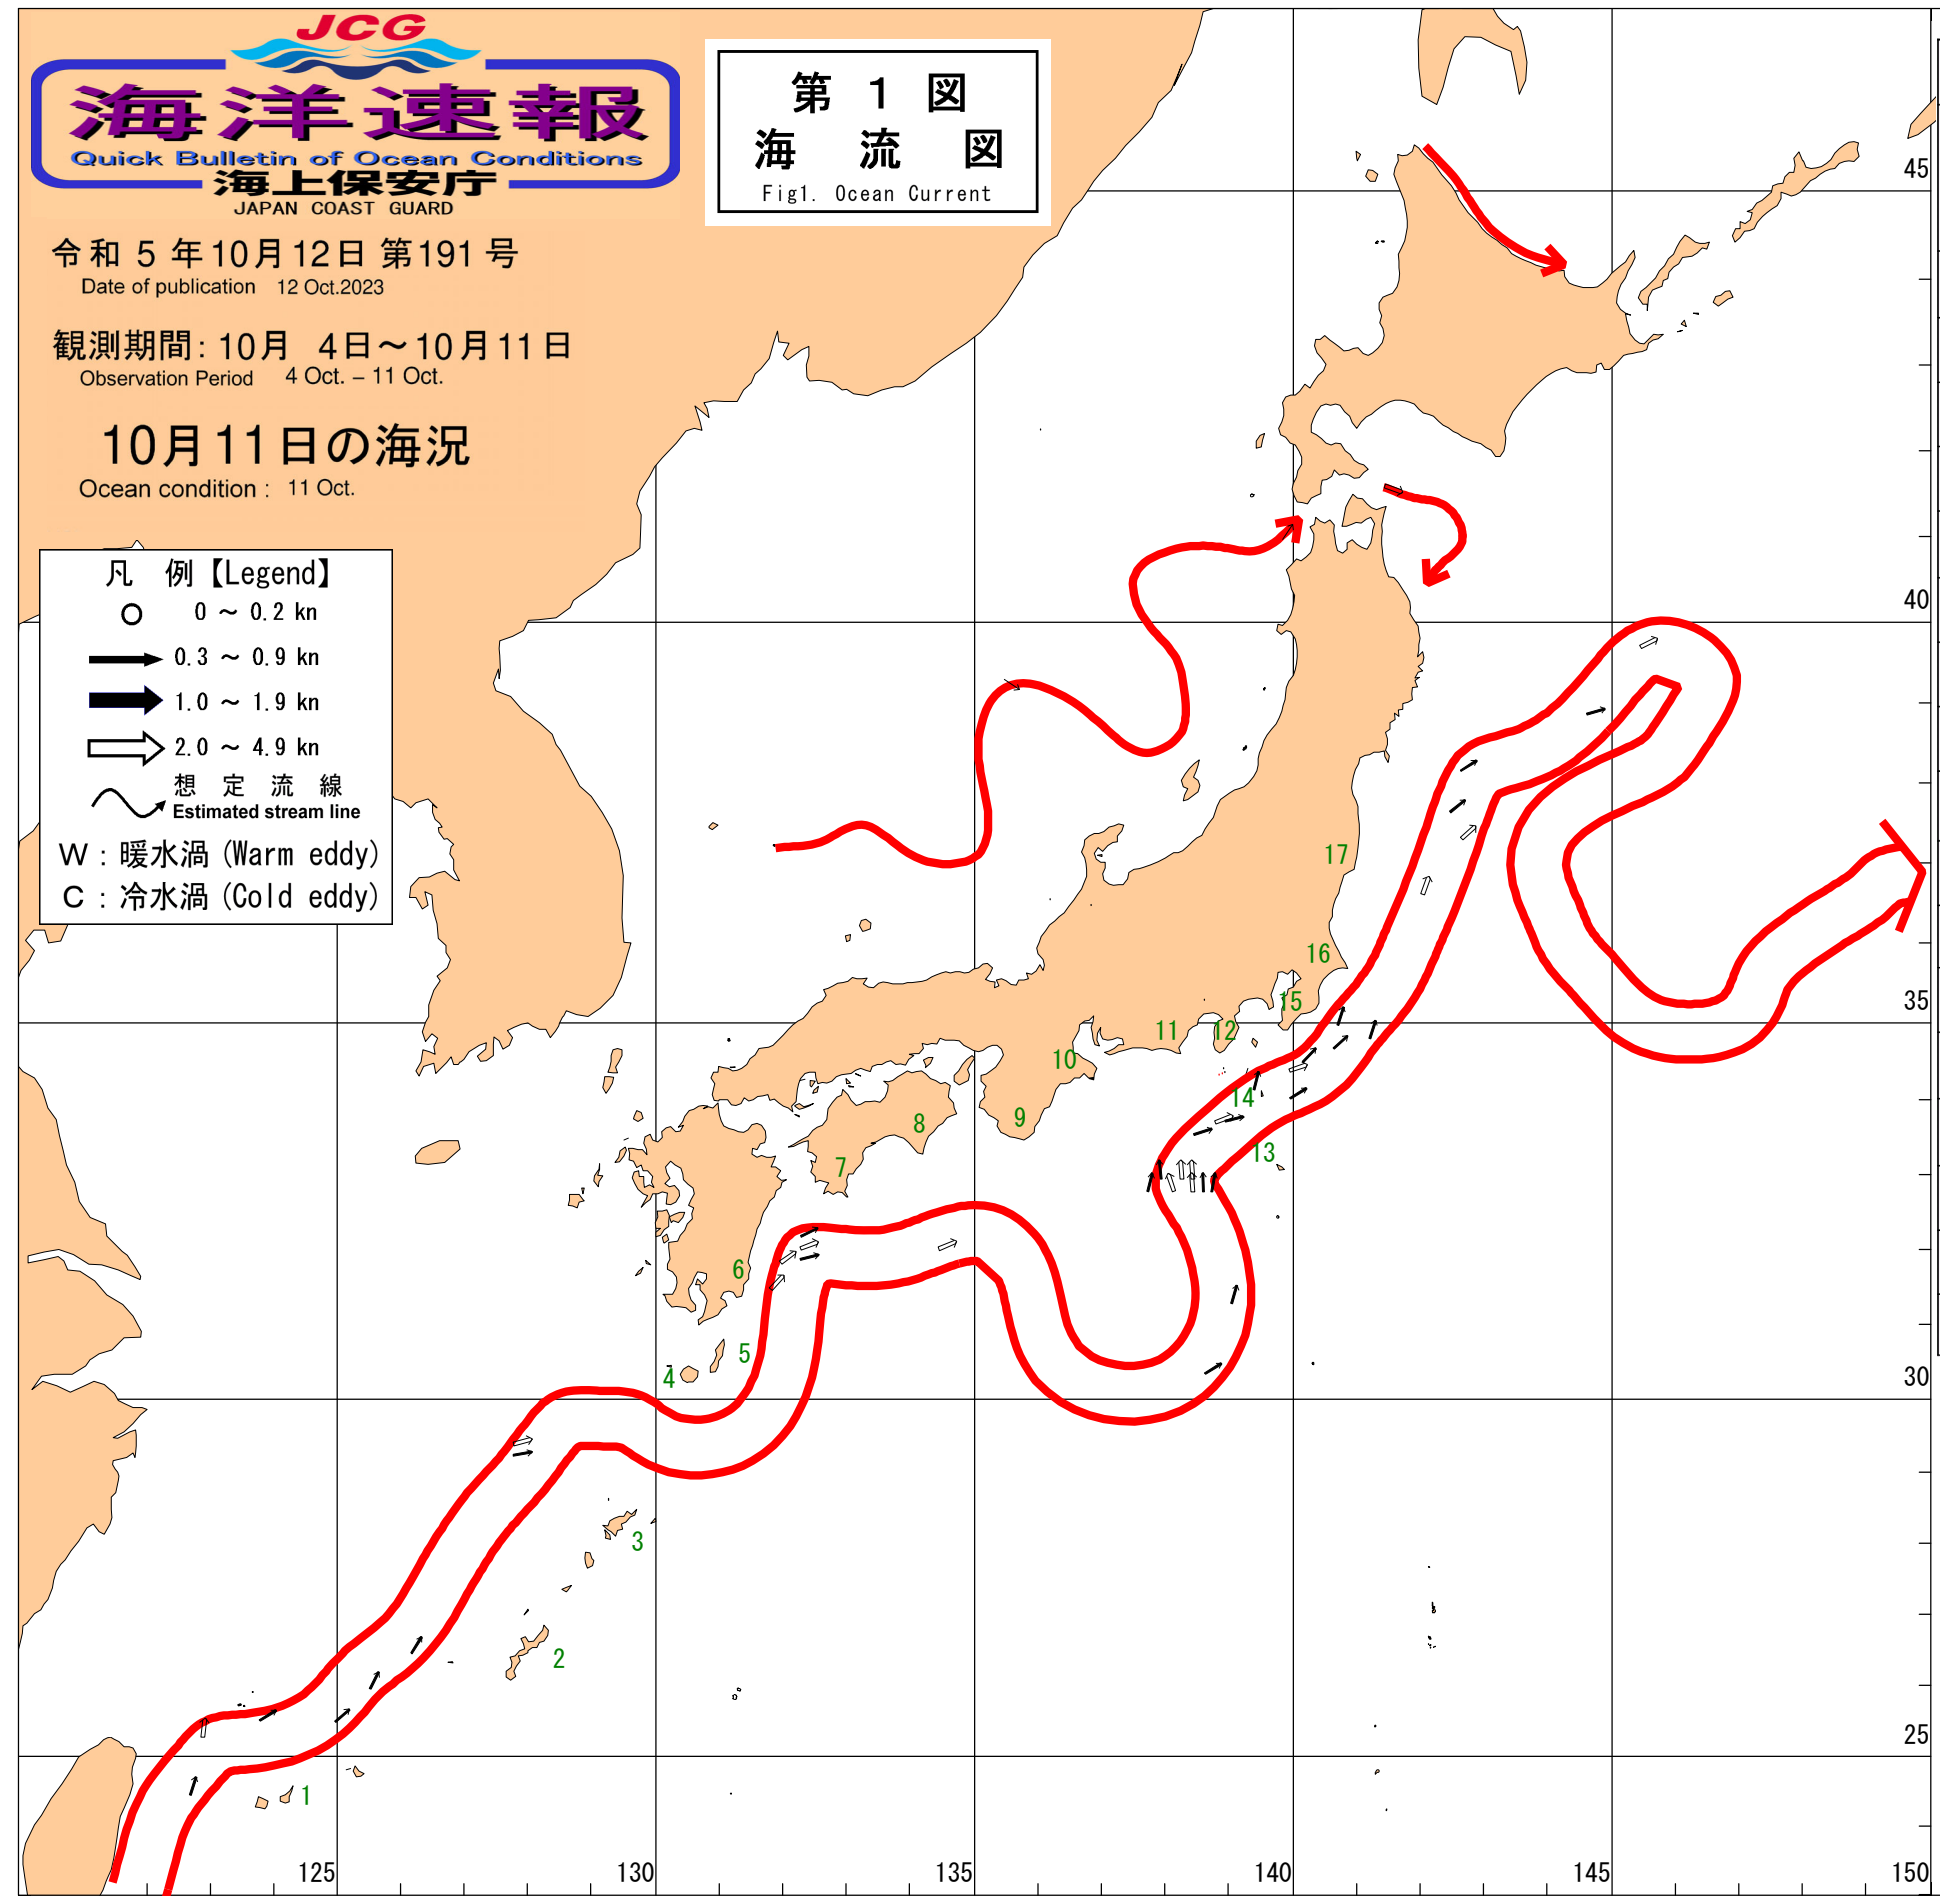 JCG
海洋速報
Quick Bulletin of Ocean Conditions
海上保安庁
JAPAN COAST GUARD
令和 5 年10月12日 第191 号
Date of publication 12 Oct.2023
観測期間: 10月 4日～10月11日
Observation Period 4 Oct. – 11 Oct.
10月11日の海況
Ocean condition : 11 Oct.
第 1 図
海 流 図
Fig1. Ocean Current
凡 例【Legend】
0 ～ 0.2 kn
0.3 ～ 0.9 kn
1.0 ～ 1.9 kn
2.0 ～ 4.9 kn
想 定 流 線
Estimated stream line
W : 暖水渦 (Warm eddy)
C : 冷水渦 (Cold eddy)
45
40
17
16
35
15
12
11
10
14
9
8
13
7
6
5
4
30
3
2
25
1
125
130
135
140
145
150